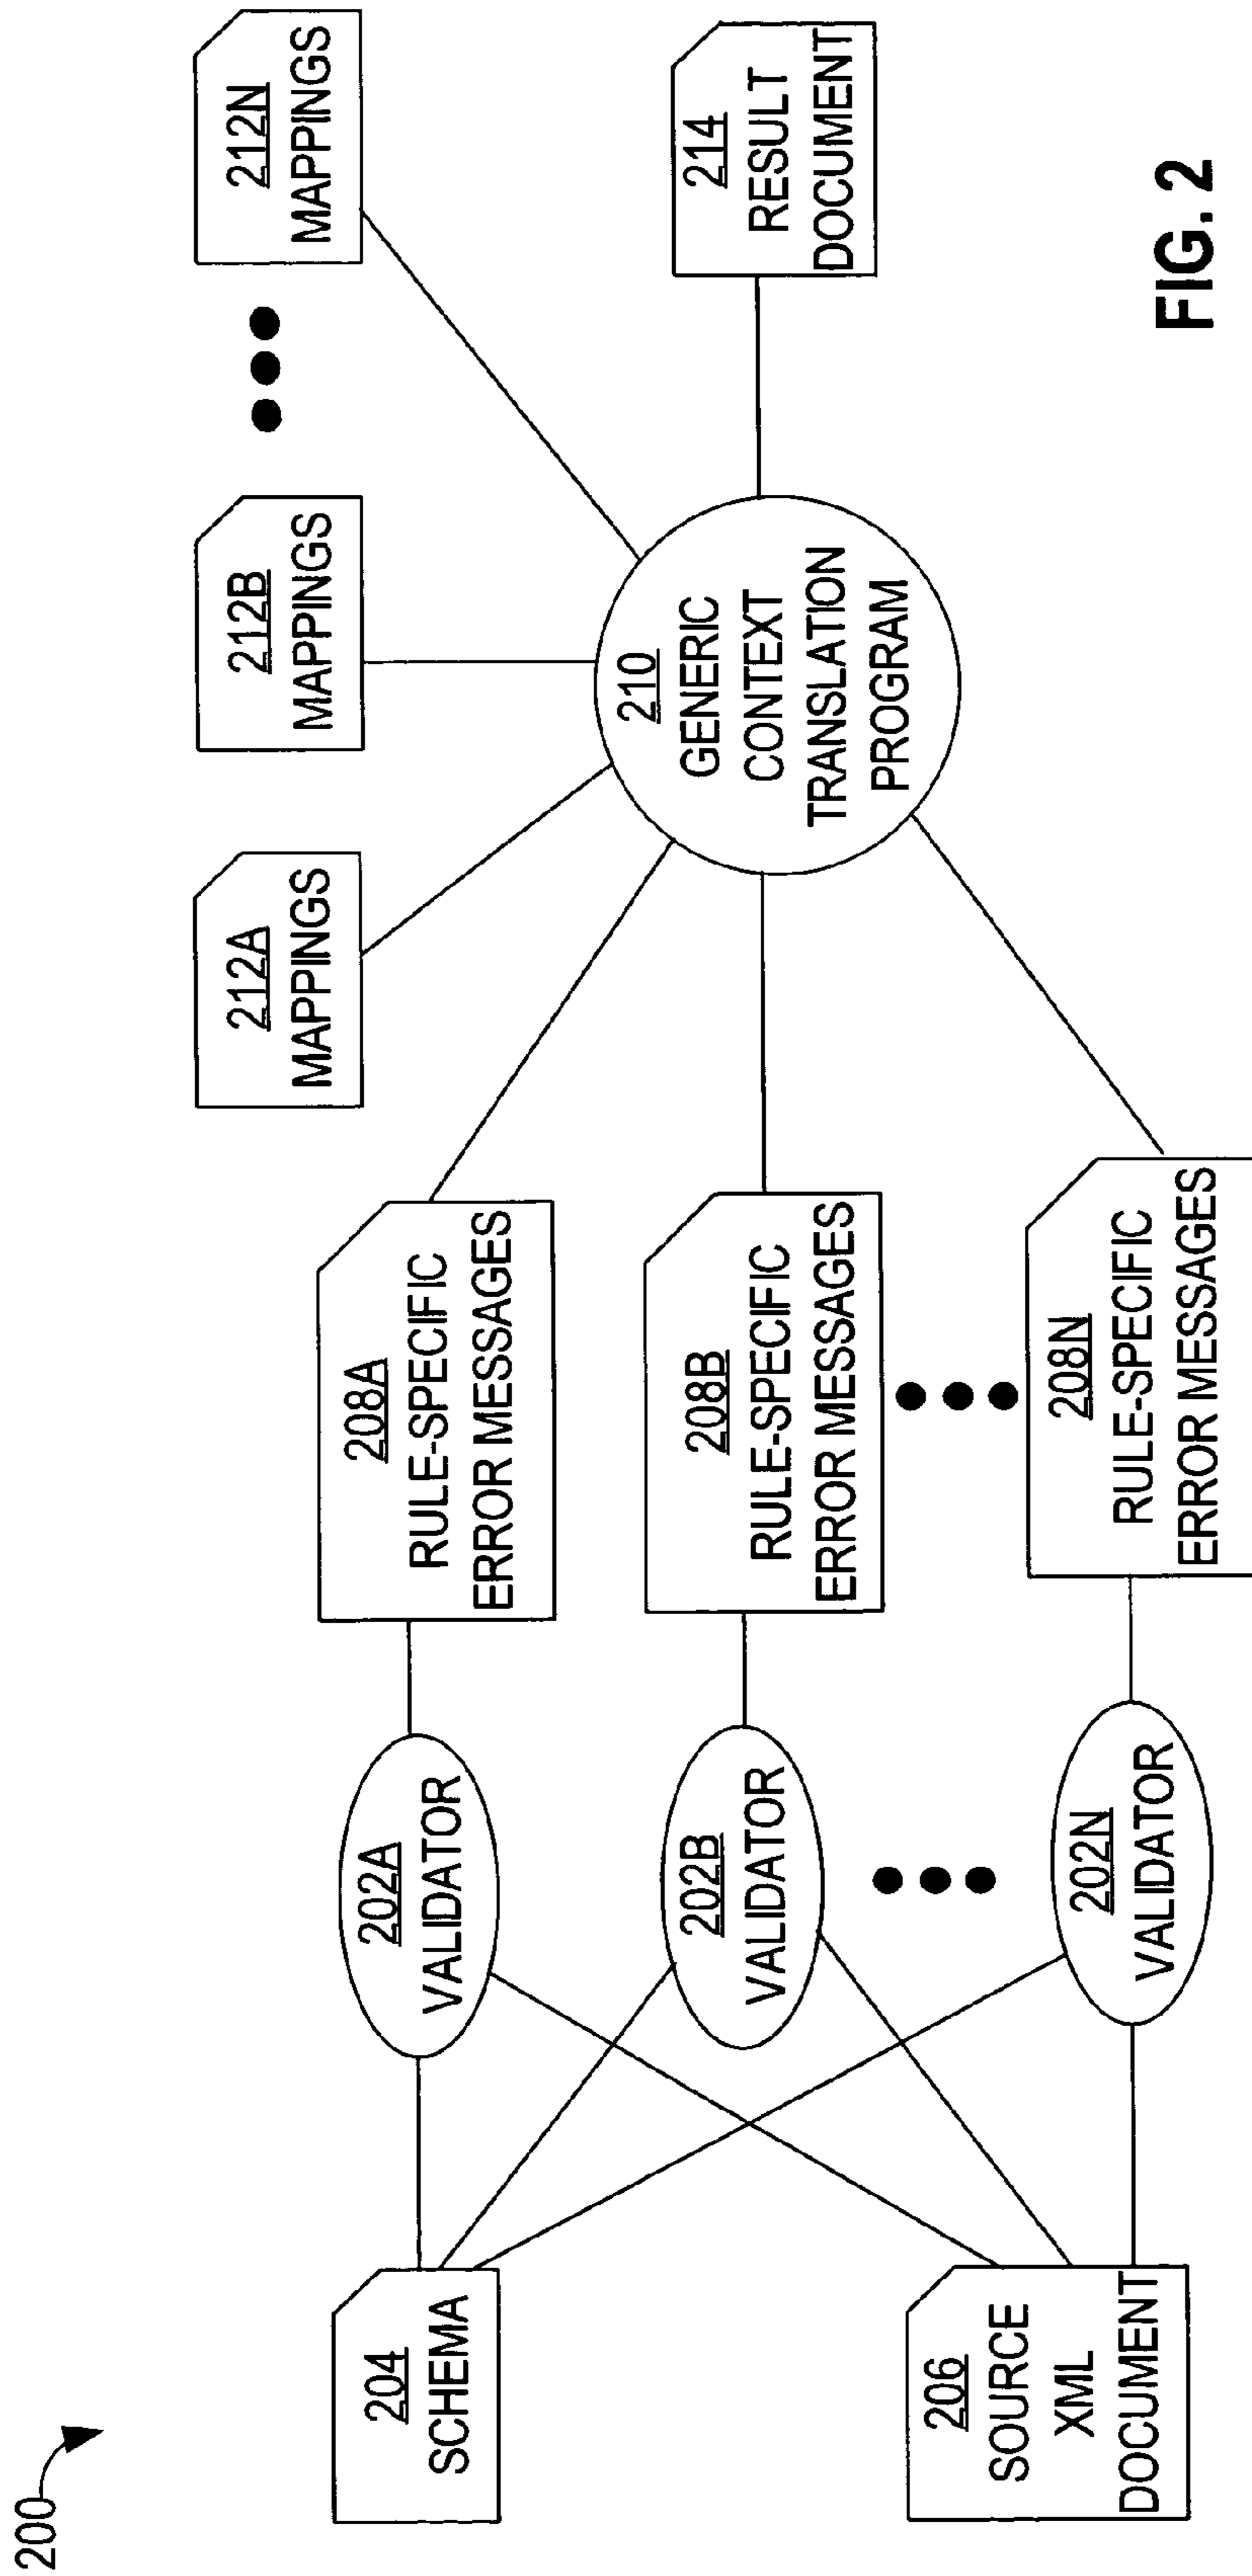 200
204
SCHEMA
206
SOURCE
XML
DOCUMENT
202A
VALIDATOR
202B
VALIDATOR
202N
VALIDATOR
208A
RULE-SPECIFIC
ERROR MESSAGES
208B
RULE-SPECIFIC
ERROR MESSAGES
208N
RULE-SPECIFIC
ERROR MESSAGES
212A
MAPPINGS
212B
MAPPINGS
212N
MAPPINGS
210
GENERIC
CONTEXT
TRANSLATION
PROGRAM
214
RESULT
DOCUMENT
FIG. 2